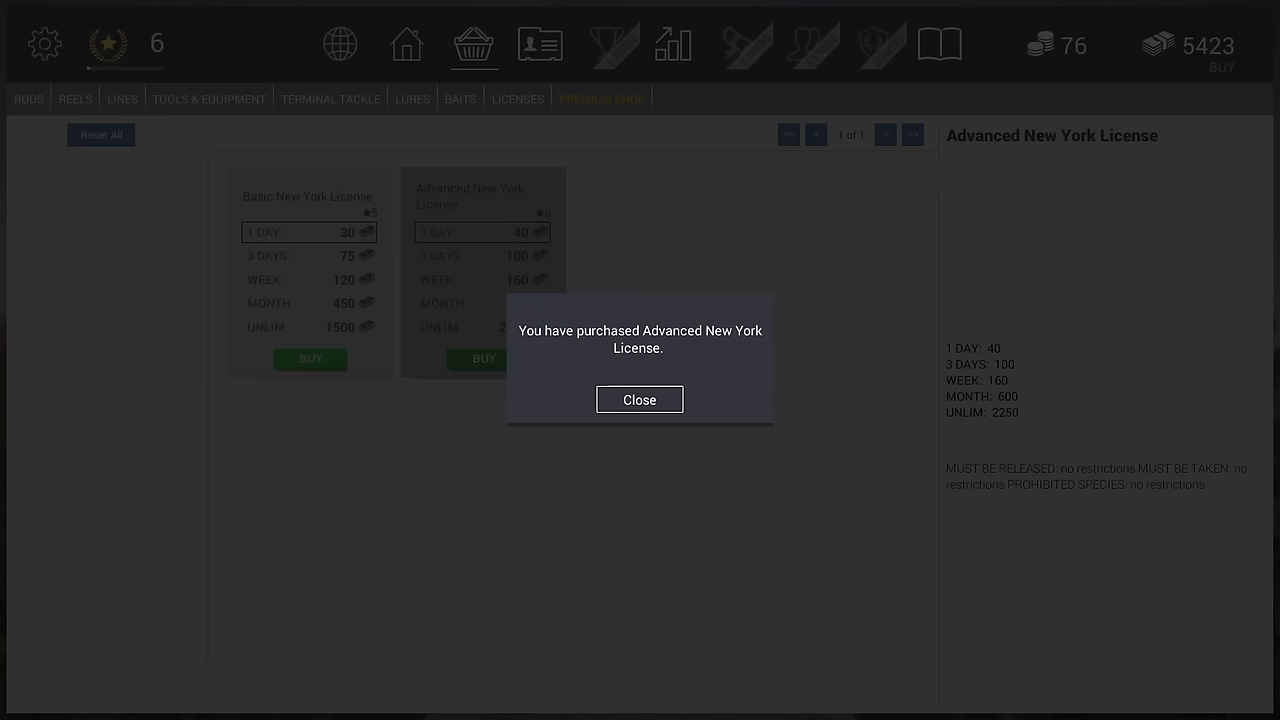 6
76
5423
BUY
RODS REELS LINES TOOLS & EQUIPMENT TERMINAL TACKLE LURES BAITS LICENSES PREMIUM SHOP
Reset All
<< < 1 of 1 > >>
Basic New York License
★5
1 DAY: 30
3 DAYS: 75
WEEK: 120
MONTH: 450
UNLIM: 1500
BUY
Advanced New York
License
★6
1 DAY: 40
3 DAYS: 100
WEEK: 160
MONTH:
UNLIM: 2
BUY
You have purchased Advanced New York
License.
Close
Advanced New York License
1 DAY: 40
3 DAYS: 100
WEEK: 160
MONTH: 600
UNLIM: 2250
MUST BE RELEASED: no restrictions MUST BE TAKEN: no
restrictions PROHIBITED SPECIES: no restrictions